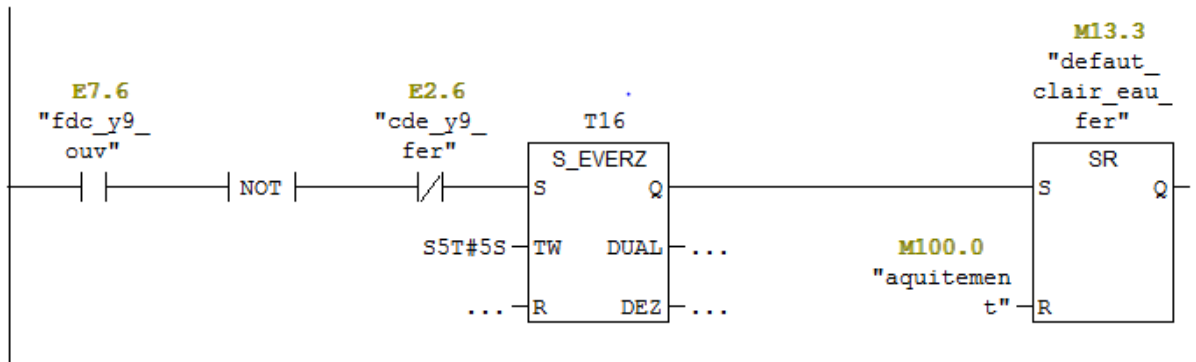 M13.3
"defaut_
clair_eau_
fer"
E7.6
"fdc_y9_
ouv"
E2.6
"cde_y9_
fer"
T16
S_EVERZ
SR
NOT
S
Q
S
Q
S5T#5S
TW
DUAL
...
M100.0
"aquitemen
t"
...
R
DEZ
...
R